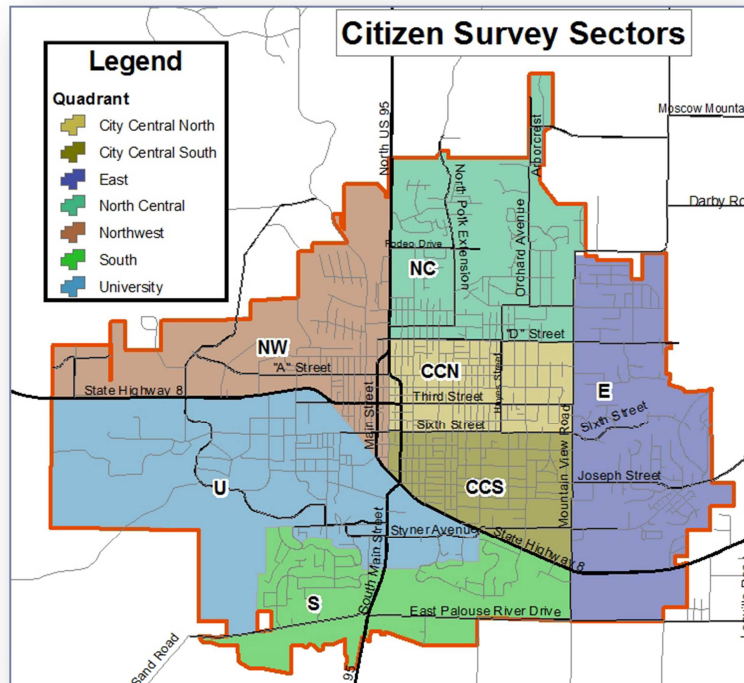 Citizen Survey Sectors
Legend
Quadrant
City Central North
City Central South
East
North Central
Northwest
South
University
North US 95
Arborcrest
Moscow Mounta
North Polk Extension
Orchard Avenue
Darby Ro
Rodeo Drive
NC
"D" Street
NW
"A" Street
CCN
Hayes Street
E
State Highway 8
Third Street
Main Street
Sixth Street
Sixth Street
Mountain View Road
Joseph Street
U
CCS
Styner Avenue
State Highway 8
South Main Street
S
East Palouse River Drive
Sand Road
95